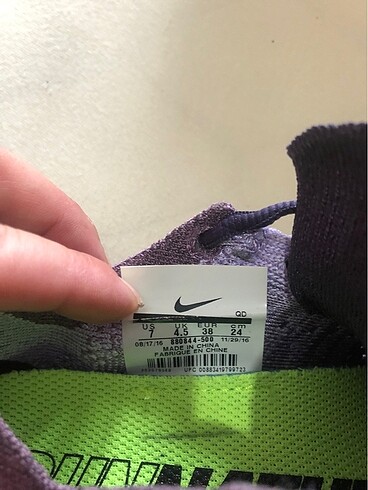 QD
US UK EUR cm
7 4.5 38 24
08/17/16 880844-500 11/29/16
MADE IN CHINA
FABRIQUE EN CHINE
UPC 00883419799723